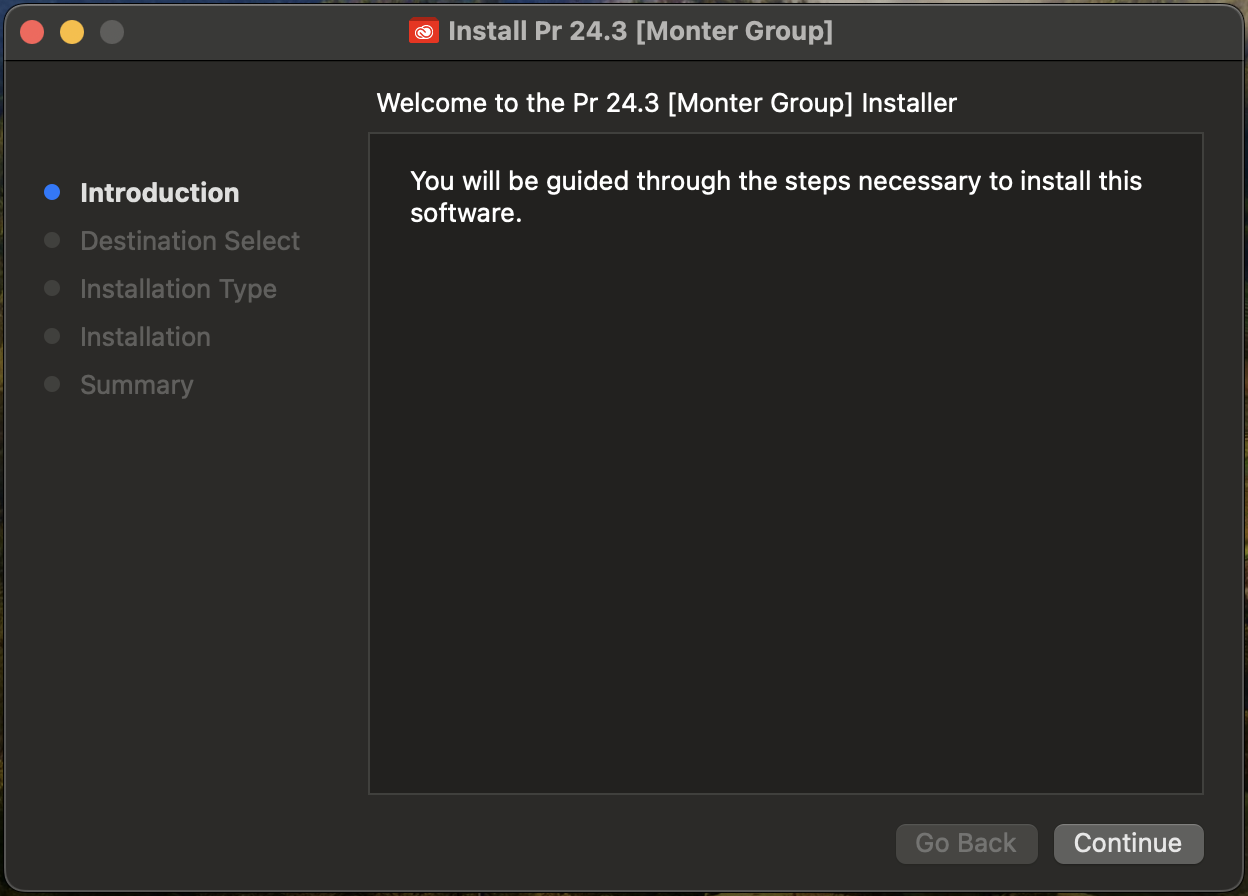 Install Pr 24.3 [Monter Group]
Welcome to the Pr 24.3 [Monter Group] Installer
Introduction
Destination Select
Installation Type
Installation
Summary
You will be guided through the steps necessary to install this
software.
Go Back
Continue